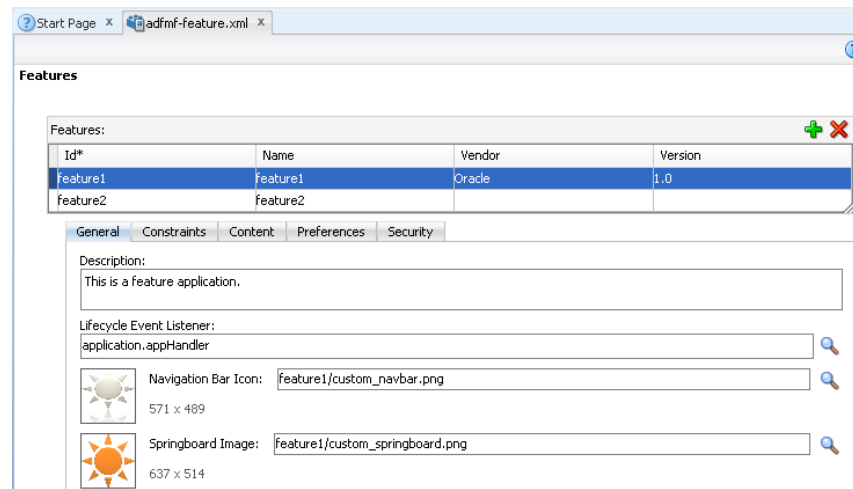 Start Page x adfmf-feature.xml x
Features
Features:
Id* Name Vendor Version
feature1 feature1 Oracle 1.0
feature2 feature2
General Constraints Content Preferences Security
Description:
This is a feature application.
Lifecycle Event Listener:
application.appHandler
Navigation Bar Icon: feature1/custom_navbar.png
571 x 489
Springboard Image: feature1/custom_springboard.png
637 x 514